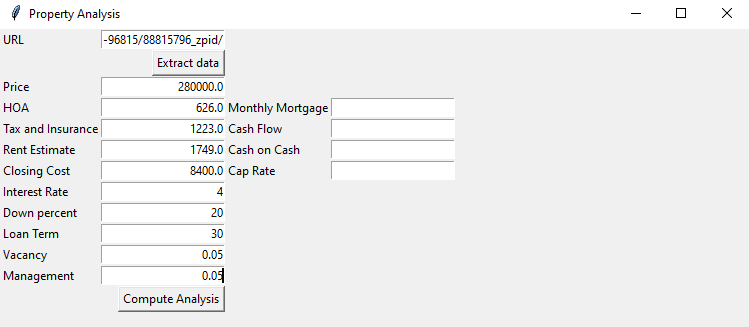 Property Analysis
URL -96815/88815796_zpid/
Extract data
Price 280000.0
HOA 626.0 Monthly Mortgage
Tax and Insurance 1223.0 Cash Flow
Rent Estimate 1749.0 Cash on Cash
Closing Cost 8400.0 Cap Rate
Interest Rate 4
Down percent 20
Loan Term 30
Vacancy 0.05
Management 0.05
Compute Analysis